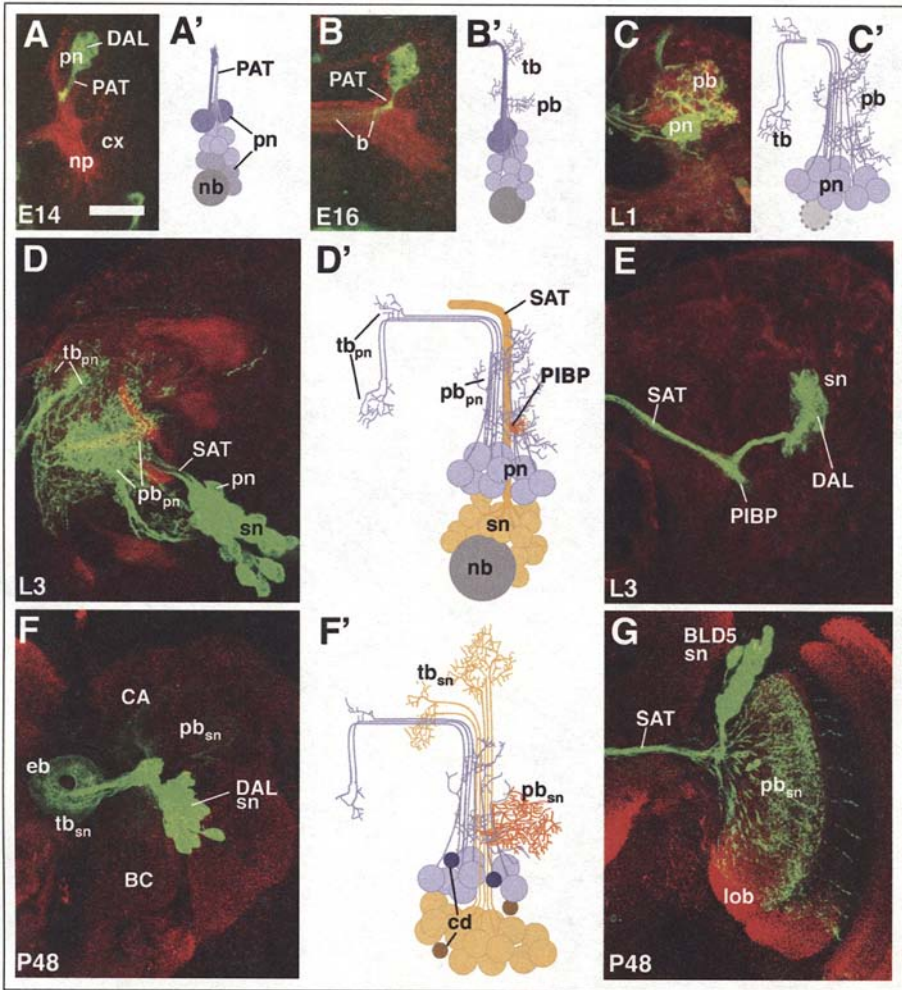 A
pn
DAL
PAT
cx
np
E14
A'
PAT
pn
nb
B
PAT
b
E16
B'
tb
pb
C
pb
pn
L1
C'
pb
tb
pn
D
tbpn
SAT
pn
pbpn
sn
L3
D'
SAT
tbpn
pbpn
PIBP
pn
sn
nb
E
sn
SAT
DAL
PIBP
L3
F
CA
pbsn
eb
DAL
sn
tbsn
BC
P48
F'
tbsn
pbsn
cd
G
BLD5
sn
SAT
pbsn
lob
P48